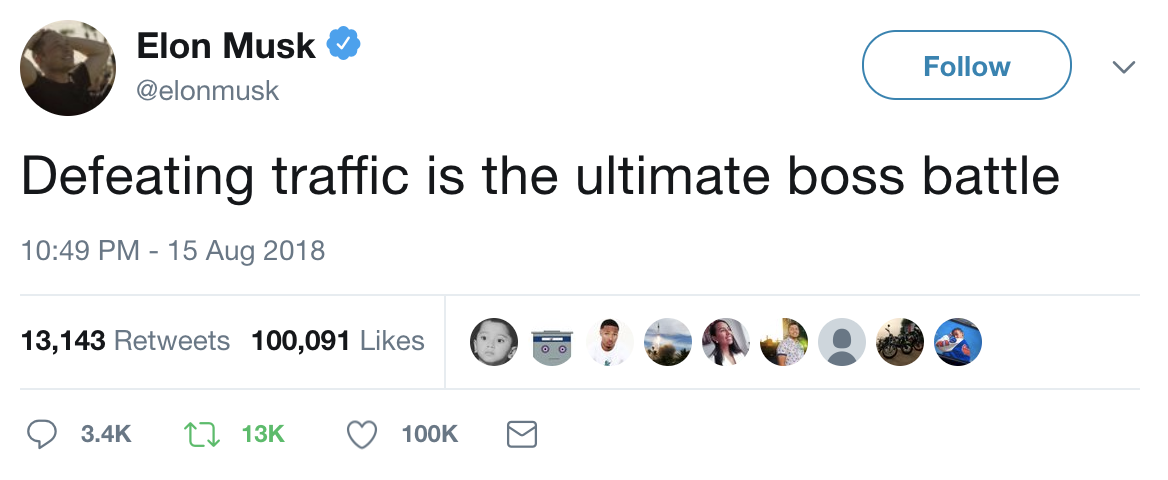 Elon Musk
@elonmusk
Follow
Defeating traffic is the ultimate boss battle
10:49 PM - 15 Aug 2018
13,143 Retweets 100,091 Likes
3.4K 13K 100K